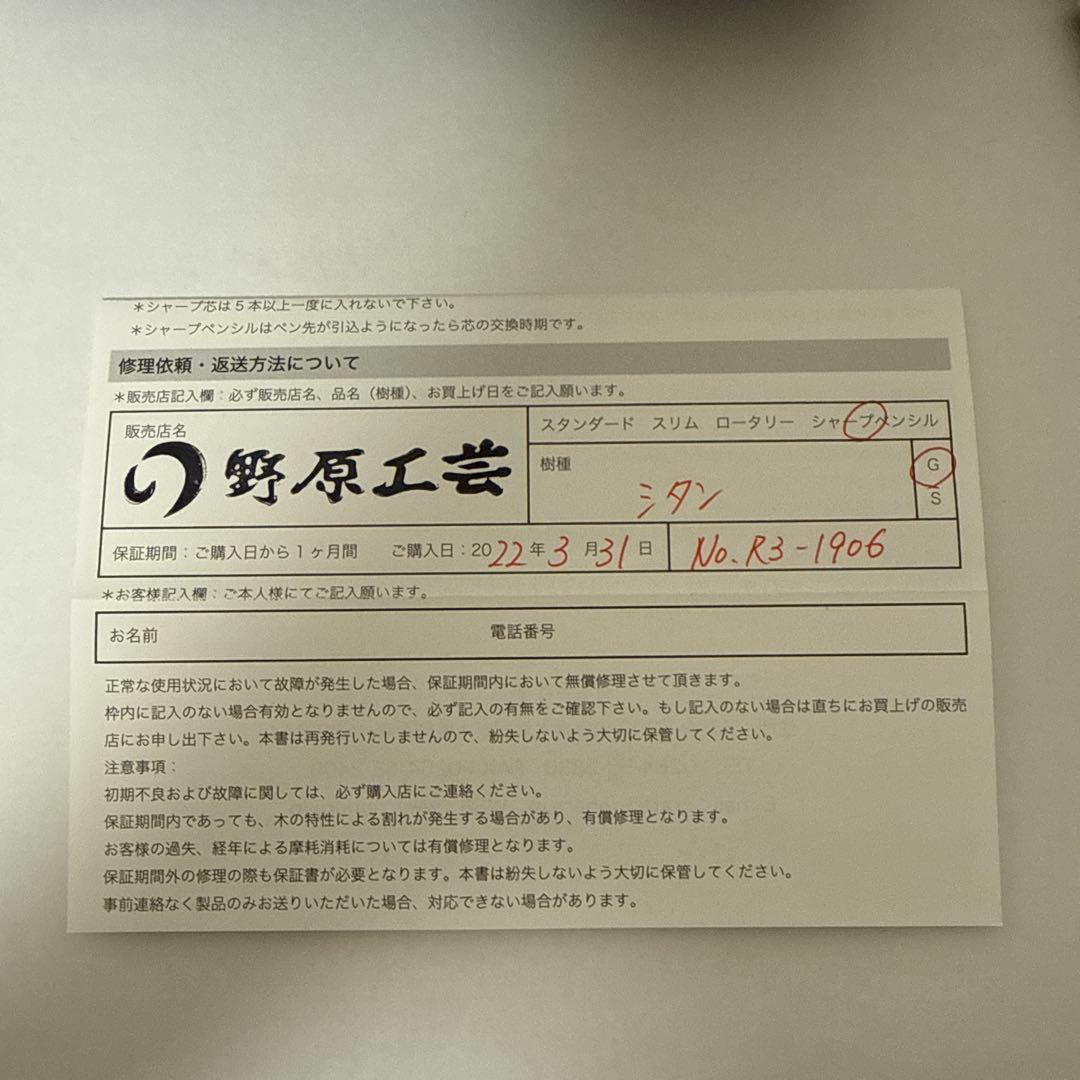 ＊シャープ芯は５本以上一度に入れないで下さい。
＊シャープペンシルはペン先が引込ようになったら芯の交換時期です。
修理依頼・返送方法について
＊販売店記入欄：必ず販売店名、品名（樹種）、お買上げ日をご記入願います。
販売店名
野原工芸
スタンダード　スリム　ロータリー　シャープペンシル
樹種
シタン
G
S
保証期間：ご購入日から１ヶ月間　ご購入日：2022年3月31日
No. R3-1906
＊お客様記入欄：ご本人様にてご記入願います。
お名前　電話番号
正常な使用状況において故障が発生した場合、保証期間内において無償修理させて頂きます。
枠内に記入のない場合有効となりませんので、必ず記入の有無をご確認下さい。もし記入のない場合は直ちにお買上げの販売
店にお申し出下さい。本書は再発行いたしませんので、紛失しないよう大切に保管してください。
注意事項：
初期不良および故障に関しては、必ず購入店にご連絡ください。
保証期間内であっても、木の特性による割れが発生する場合があり、有償修理となります。
お客様の過失、経年による摩耗消耗については有償修理となります。
保証期間外の修理の際も保証書が必要となります。本書は紛失しないよう大切に保管してください。
事前連絡なく製品のみお送りいただいた場合、対応できない場合があります。